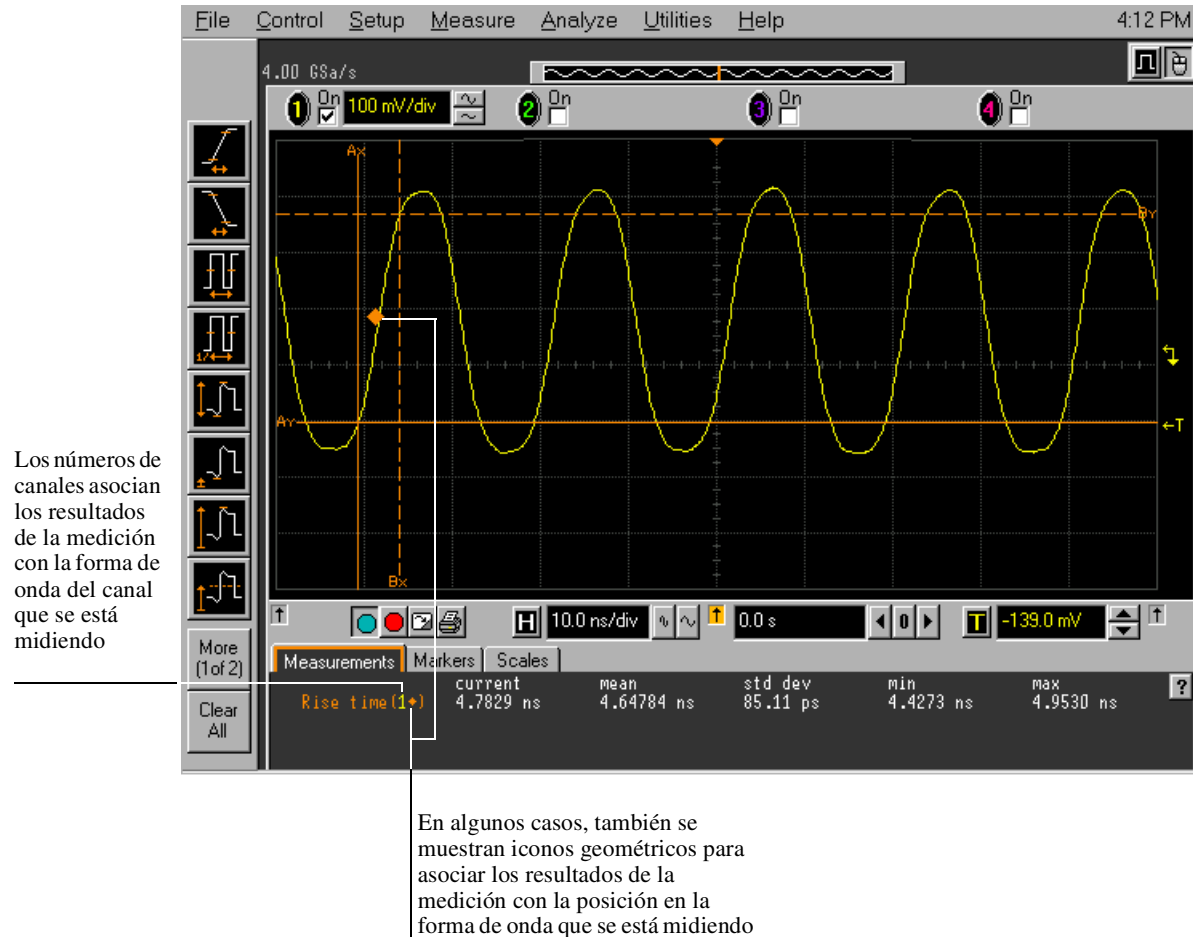 File Control Setup Measure Analyze Utilities Help 4:12 PM
4.00 GSa/s
1 On 100 mV/div 2 On 3 On 4 On
Ax
By
Ay
T
Bx
Los números de
canales asocian
los resultados
de la medición
con la forma de
onda del canal
que se está
midiendo
H 10.0 ns/div 0.0 s 0 T -139.0 mV
More
(1of 2)
Clear
All
Measurements Markers Scales
current mean std dev min max ?
Rise time(1◆) 4.7829 ns 4.64784 ns 85.11 ps 4.4273 ns 4.9530 ns
En algunos casos, también se
muestran iconos geométricos para
asociar los resultados de la
medición con la posición en la
forma de onda que se está midiendo